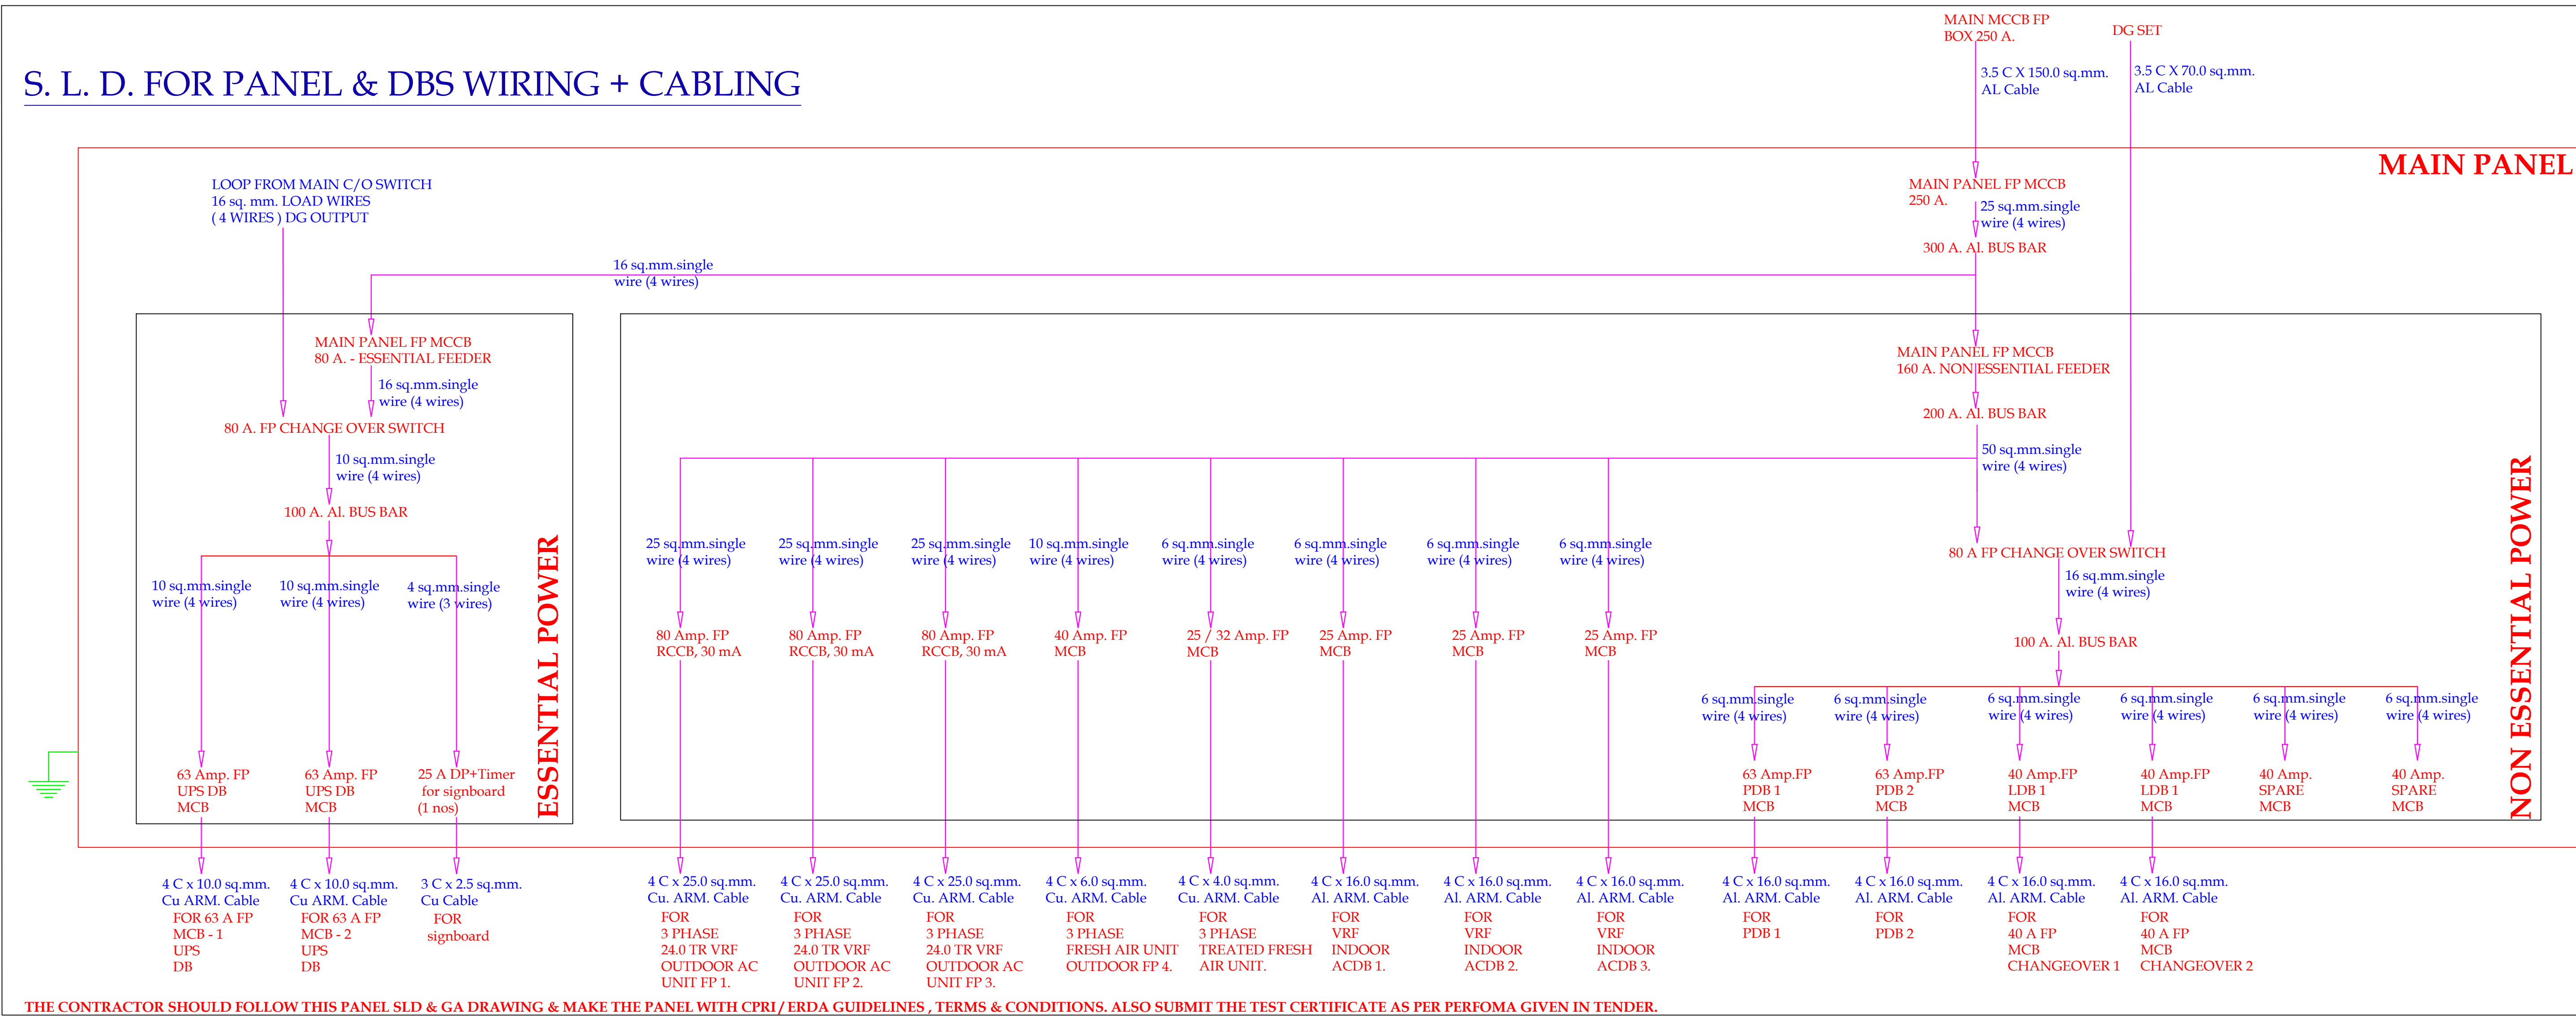 MAIN MCCB FP
BOX 250 A.
DG SET
3.5 C X 150.0 sq.mm.
AL Cable
3.5 C X 70.0 sq.mm.
AL Cable
S. L. D. FOR PANEL & DBS WIRING + CABLING
MAIN PANEL
LOOP FROM MAIN C/O SWITCH
16 sq. mm. LOAD WIRES
( 4 WIRES ) DG OUTPUT
MAIN PANEL FP MCCB
250 A.
25 sq.mm.single
wire (4 wires)
300 A. Al. BUS BAR
16 sq.mm.single
wire (4 wires)
MAIN PANEL FP MCCB
80 A. - ESSENTIAL FEEDER
16 sq.mm.single
wire (4 wires)
80 A. FP CHANGE OVER SWITCH
10 sq.mm.single
wire (4 wires)
100 A. Al. BUS BAR
10 sq.mm.single
wire (4 wires)
10 sq.mm.single
wire (4 wires)
4 sq.mm.single
wire (3 wires)
63 Amp. FP
UPS DB
MCB
63 Amp. FP
UPS DB
MCB
25 A DP+Timer
for signboard
(1 nos)
ESSENTIAL POWER
MAIN PANEL FP MCCB
160 A. NON ESSENTIAL FEEDER
200 A. Al. BUS BAR
50 sq.mm.single
wire (4 wires)
25 sq.mm.single
wire (4 wires)
25 sq.mm.single
wire (4 wires)
25 sq.mm.single
wire (4 wires)
10 sq.mm.single
wire (4 wires)
6 sq.mm.single
wire (4 wires)
6 sq.mm.single
wire (4 wires)
6 sq.mm.single
wire (4 wires)
6 sq.mm.single
wire (4 wires)
80 Amp. FP
RCCB, 30 mA
80 Amp. FP
RCCB, 30 mA
80 Amp. FP
RCCB, 30 mA
40 Amp. FP
MCB
25 / 32 Amp. FP
MCB
25 Amp. FP
MCB
25 Amp. FP
MCB
25 Amp. FP
MCB
80 A FP CHANGE OVER SWITCH
16 sq.mm.single
wire (4 wires)
100 A. Al. BUS BAR
6 sq.mm.single
wire (4 wires)
6 sq.mm.single
wire (4 wires)
6 sq.mm.single
wire (4 wires)
6 sq.mm.single
wire (4 wires)
6 sq.mm.single
wire (4 wires)
6 sq.mm.single
wire (4 wires)
63 Amp.FP
PDB 1
MCB
63 Amp.FP
PDB 2
MCB
40 Amp.FP
LDB 1
MCB
40 Amp.FP
LDB 1
MCB
40 Amp.
SPARE
MCB
40 Amp.
SPARE
MCB
NON ESSENTIAL POWER
4 C x 10.0 sq.mm.
Cu ARM. Cable
FOR 63 A FP
MCB - 1
UPS
DB
4 C x 10.0 sq.mm.
Cu ARM. Cable
FOR 63 A FP
MCB - 2
UPS
DB
3 C x 2.5 sq.mm.
Cu Cable
FOR
signboard
4 C x 25.0 sq.mm.
Cu. ARM. Cable
FOR
3 PHASE
24.0 TR VRF
OUTDOOR AC
UNIT FP 1.
4 C x 25.0 sq.mm.
Cu. ARM. Cable
FOR
3 PHASE
24.0 TR VRF
OUTDOOR AC
UNIT FP 2.
4 C x 25.0 sq.mm.
Cu. ARM. Cable
FOR
3 PHASE
24.0 TR VRF
OUTDOOR AC
UNIT FP 3.
4 C x 6.0 sq.mm.
Cu. ARM. Cable
FOR
3 PHASE
FRESH AIR UNIT
OUTDOOR FP 4.
4 C x 4.0 sq.mm.
Cu. ARM. Cable
FOR
3 PHASE
TREATED FRESH
AIR UNIT.
4 C x 16.0 sq.mm.
Al. ARM. Cable
FOR
VRF
INDOOR
ACDB 1.
4 C x 16.0 sq.mm.
Al. ARM. Cable
FOR
VRF
INDOOR
ACDB 2.
4 C x 16.0 sq.mm.
Al. ARM. Cable
FOR
VRF
INDOOR
ACDB 3.
4 C x 16.0 sq.mm.
Al. ARM. Cable
FOR
PDB 1
4 C x 16.0 sq.mm.
Al. ARM. Cable
FOR
PDB 2
4 C x 16.0 sq.mm.
Al. ARM. Cable
FOR
40 A FP
MCB
CHANGEOVER 1
4 C x 16.0 sq.mm.
Al. ARM. Cable
FOR
40 A FP
MCB
CHANGEOVER 2
THE CONTRACTOR SHOULD FOLLOW THIS PANEL SLD & GA DRAWING & MAKE THE PANEL WITH CPRI / ERDA GUIDELINES , TERMS & CONDITIONS. ALSO SUBMIT THE TEST CERTIFICATE AS PER PERFOMA GIVEN IN TENDER.